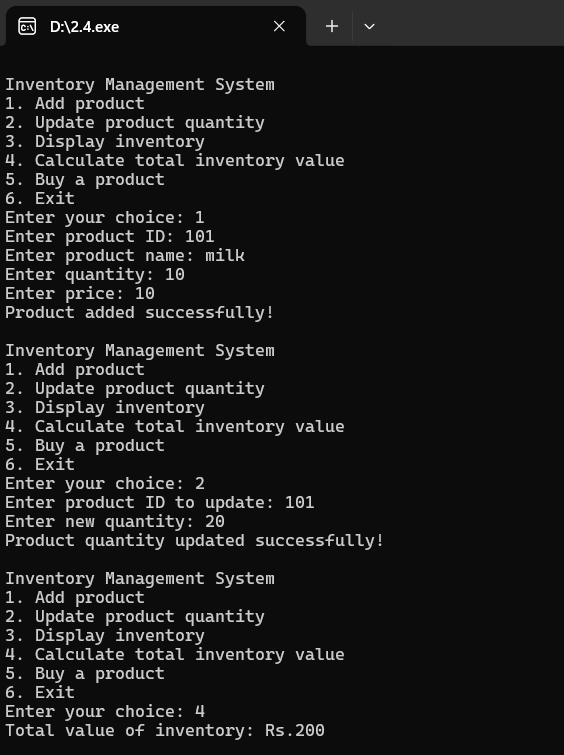 D:\2.4.exe
Inventory Management System
1. Add product
2. Update product quantity
3. Display inventory
4. Calculate total inventory value
5. Buy a product
6. Exit
Enter your choice: 1
Enter product ID: 101
Enter product name: milk
Enter quantity: 10
Enter price: 10
Product added successfully!
Inventory Management System
1. Add product
2. Update product quantity
3. Display inventory
4. Calculate total inventory value
5. Buy a product
6. Exit
Enter your choice: 2
Enter product ID to update: 101
Enter new quantity: 20
Product quantity updated successfully!
Inventory Management System
1. Add product
2. Update product quantity
3. Display inventory
4. Calculate total inventory value
5. Buy a product
6. Exit
Enter your choice: 4
Total value of inventory: Rs.200